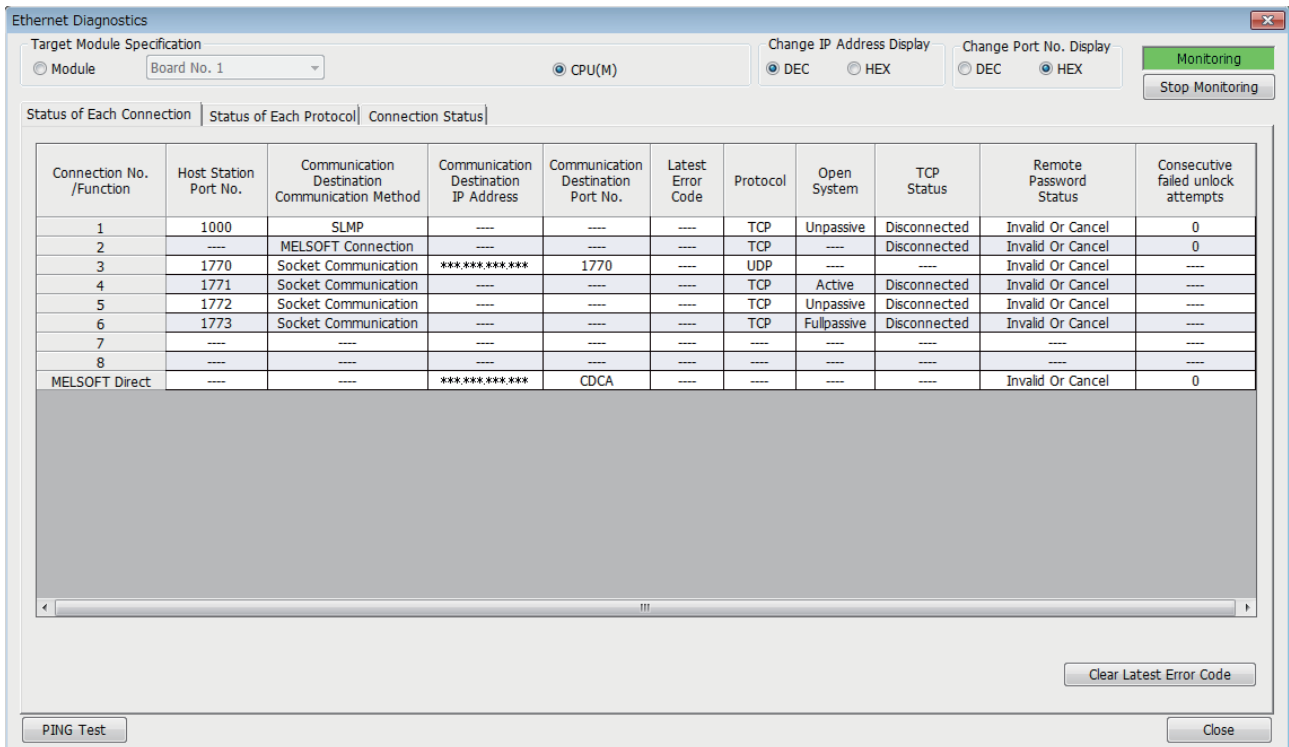 Ethernet Diagnostics
Target Module Specification
Module
Board No. 1
CPU(M)
Change IP Address Display
DEC
HEX
Change Port No. Display
DEC
HEX
Monitoring
Stop Monitoring
Status of Each Connection
Status of Each Protocol
Connection Status
Connection No.
/Function
Host Station
Port No.
Communication
Destination
Communication Method
Communication
Destination
IP Address
Communication
Destination
Port No.
Latest
Error
Code
Protocol
Open
System
TCP
Status
Remote
Password
Status
Consecutive
failed unlock
attempts
1 1000 SLMP ---- ---- ---- TCP Unpassive Disconnected Invalid Or Cancel 0
2 ---- MELSOFT Connection ---- ---- ---- TCP ---- Disconnected Invalid Or Cancel 0
3 1770 Socket Communication ***.***.***.*** 1770 ---- UDP ---- ---- Invalid Or Cancel ----
4 1771 Socket Communication ---- ---- ---- TCP Active Disconnected Invalid Or Cancel ----
5 1772 Socket Communication ---- ---- ---- TCP Unpassive Disconnected Invalid Or Cancel ----
6 1773 Socket Communication ---- ---- ---- TCP Fullpassive Disconnected Invalid Or Cancel ----
7 ---- ---- ---- ---- ---- ---- ---- ---- ---- ----
8 ---- ---- ---- ---- ---- ---- ---- ---- ---- ----
MELSOFT Direct ---- ---- ***.***.***.*** CDCA ---- ---- ---- ---- Invalid Or Cancel 0
Clear Latest Error Code
PING Test
Close